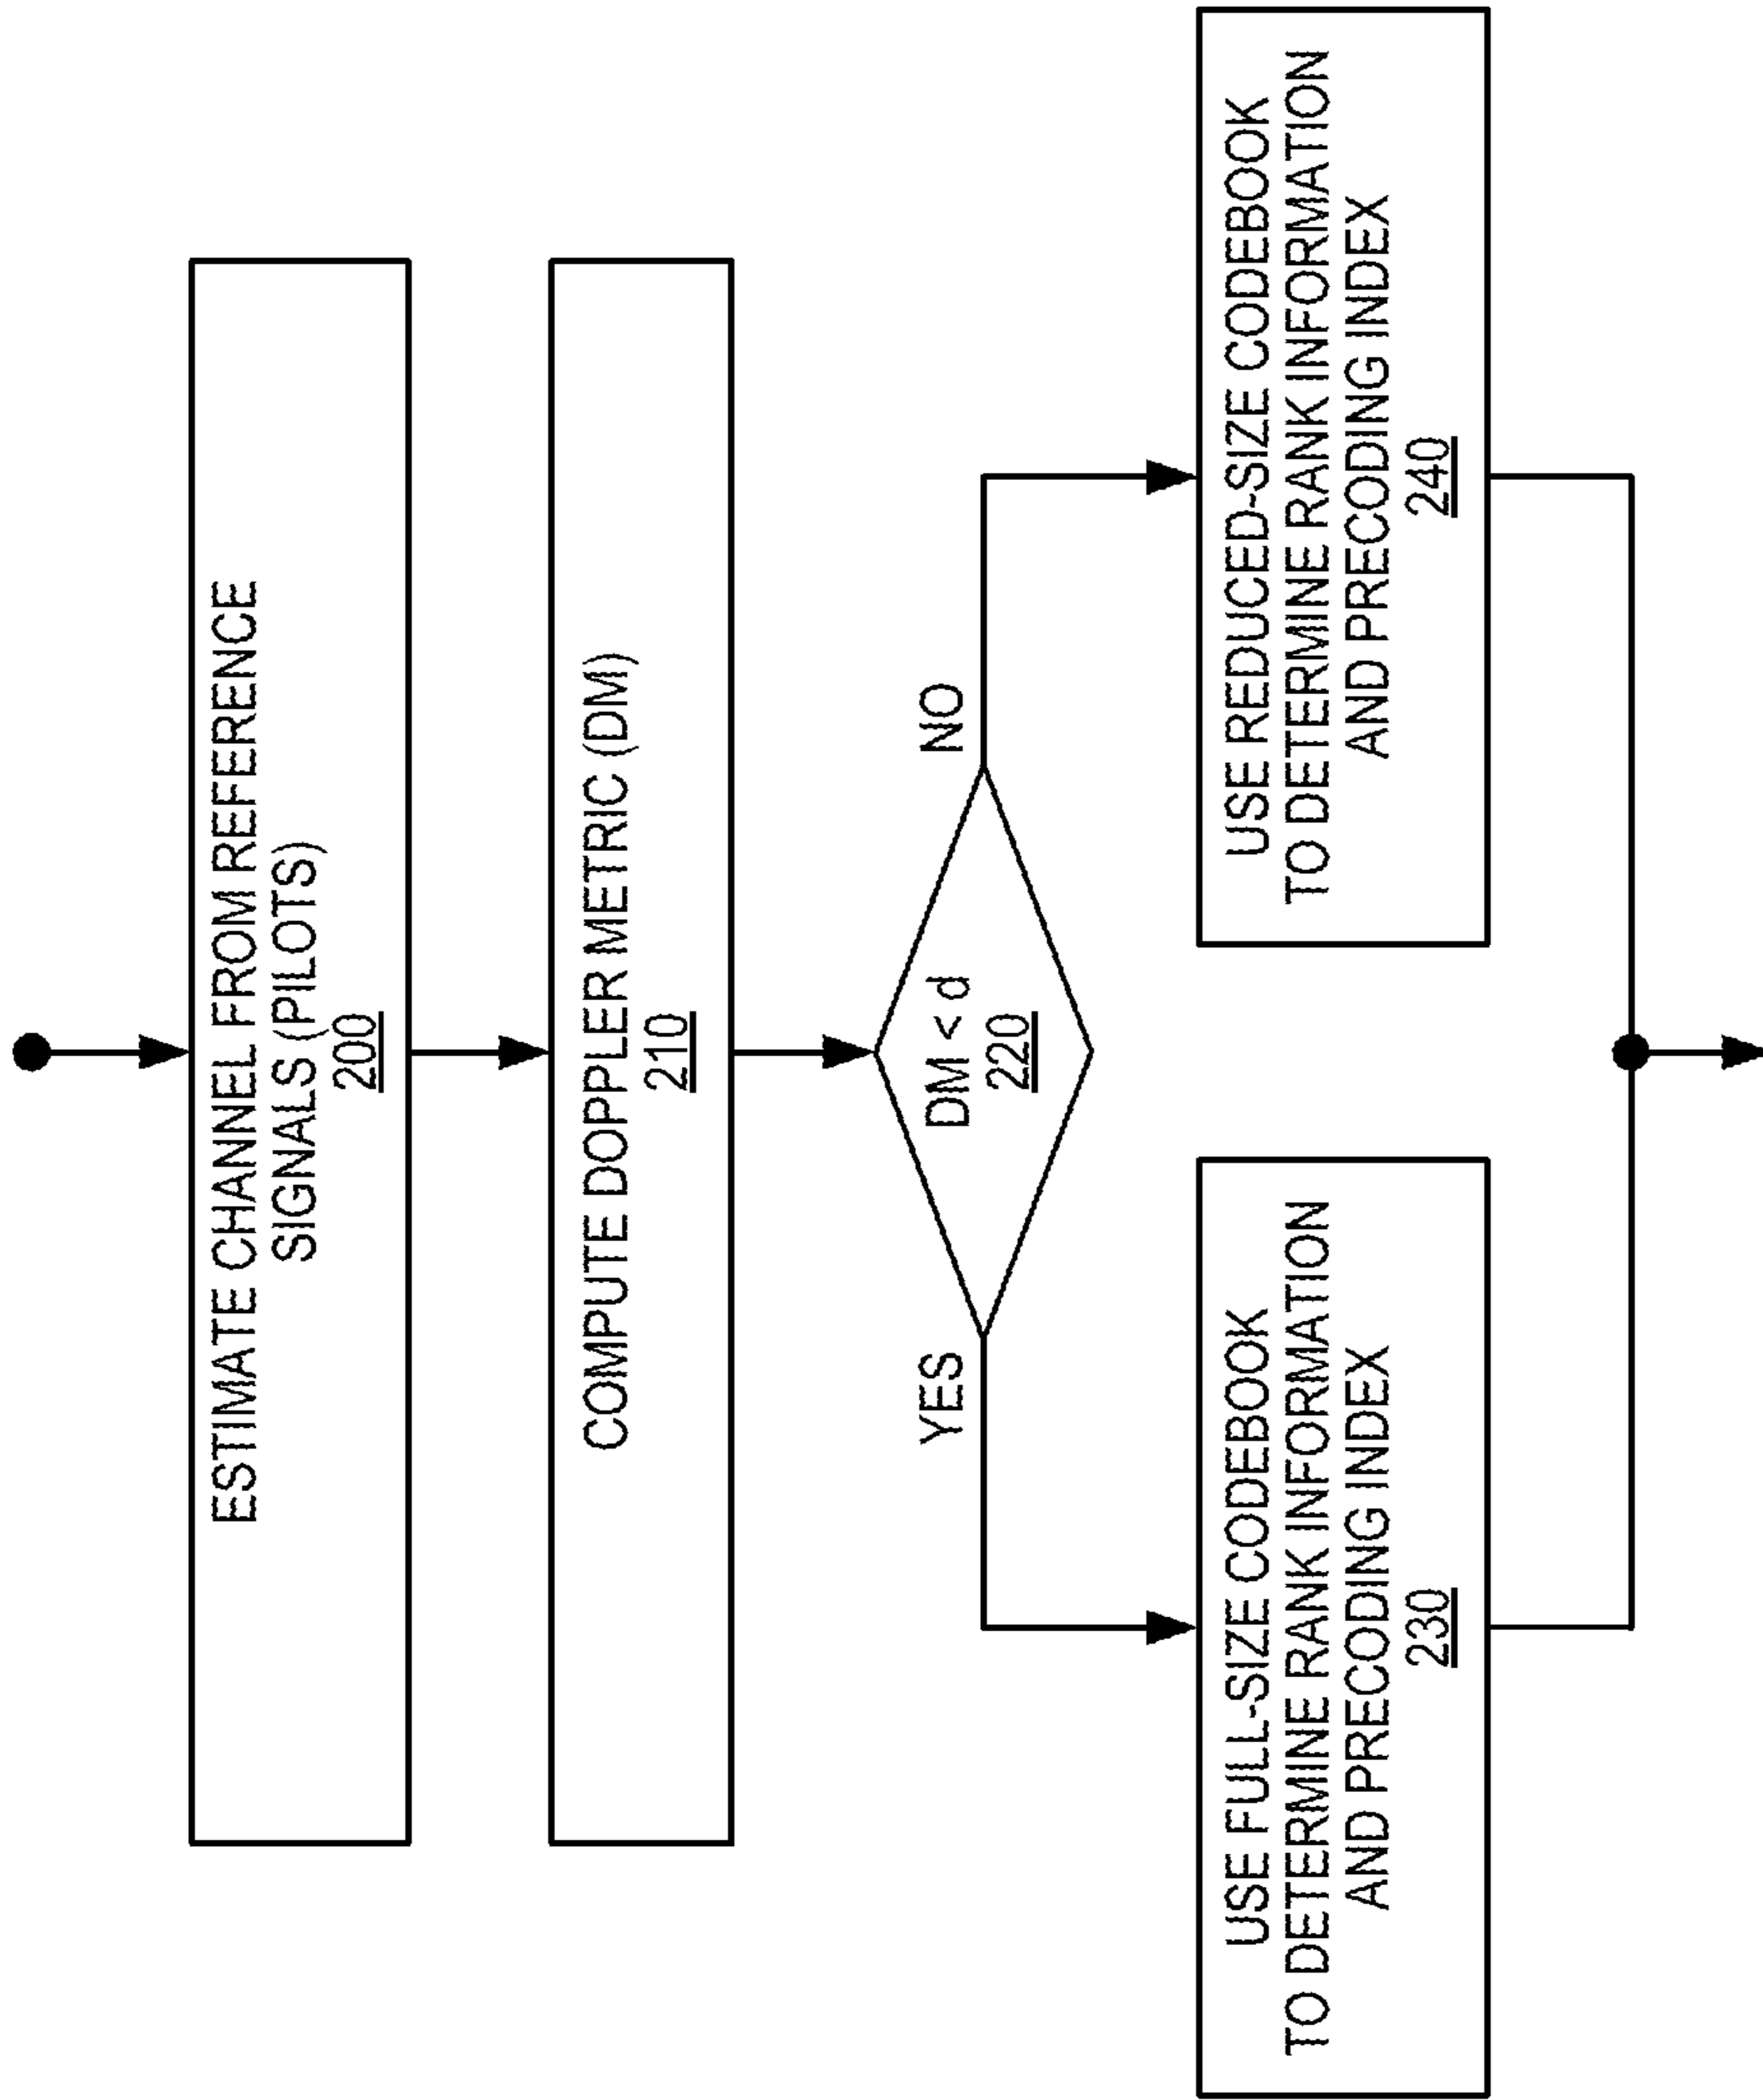 ESTIMATE CHANNEL FROM REFERENCE
SIGNALS (PILOTS)
200
COMPUTE DOPPLER METRIC (DM)
210
DM < d
220
YES
NO
USE FULL-SIZE CODEBOOK
TO DETERMINE RANK INFORMATION
AND PRECODING INDEX
230
USE REDUCED-SIZE CODEBOOK
TO DETERMINE RANK INFORMATION
AND PRECODING INDEX
240